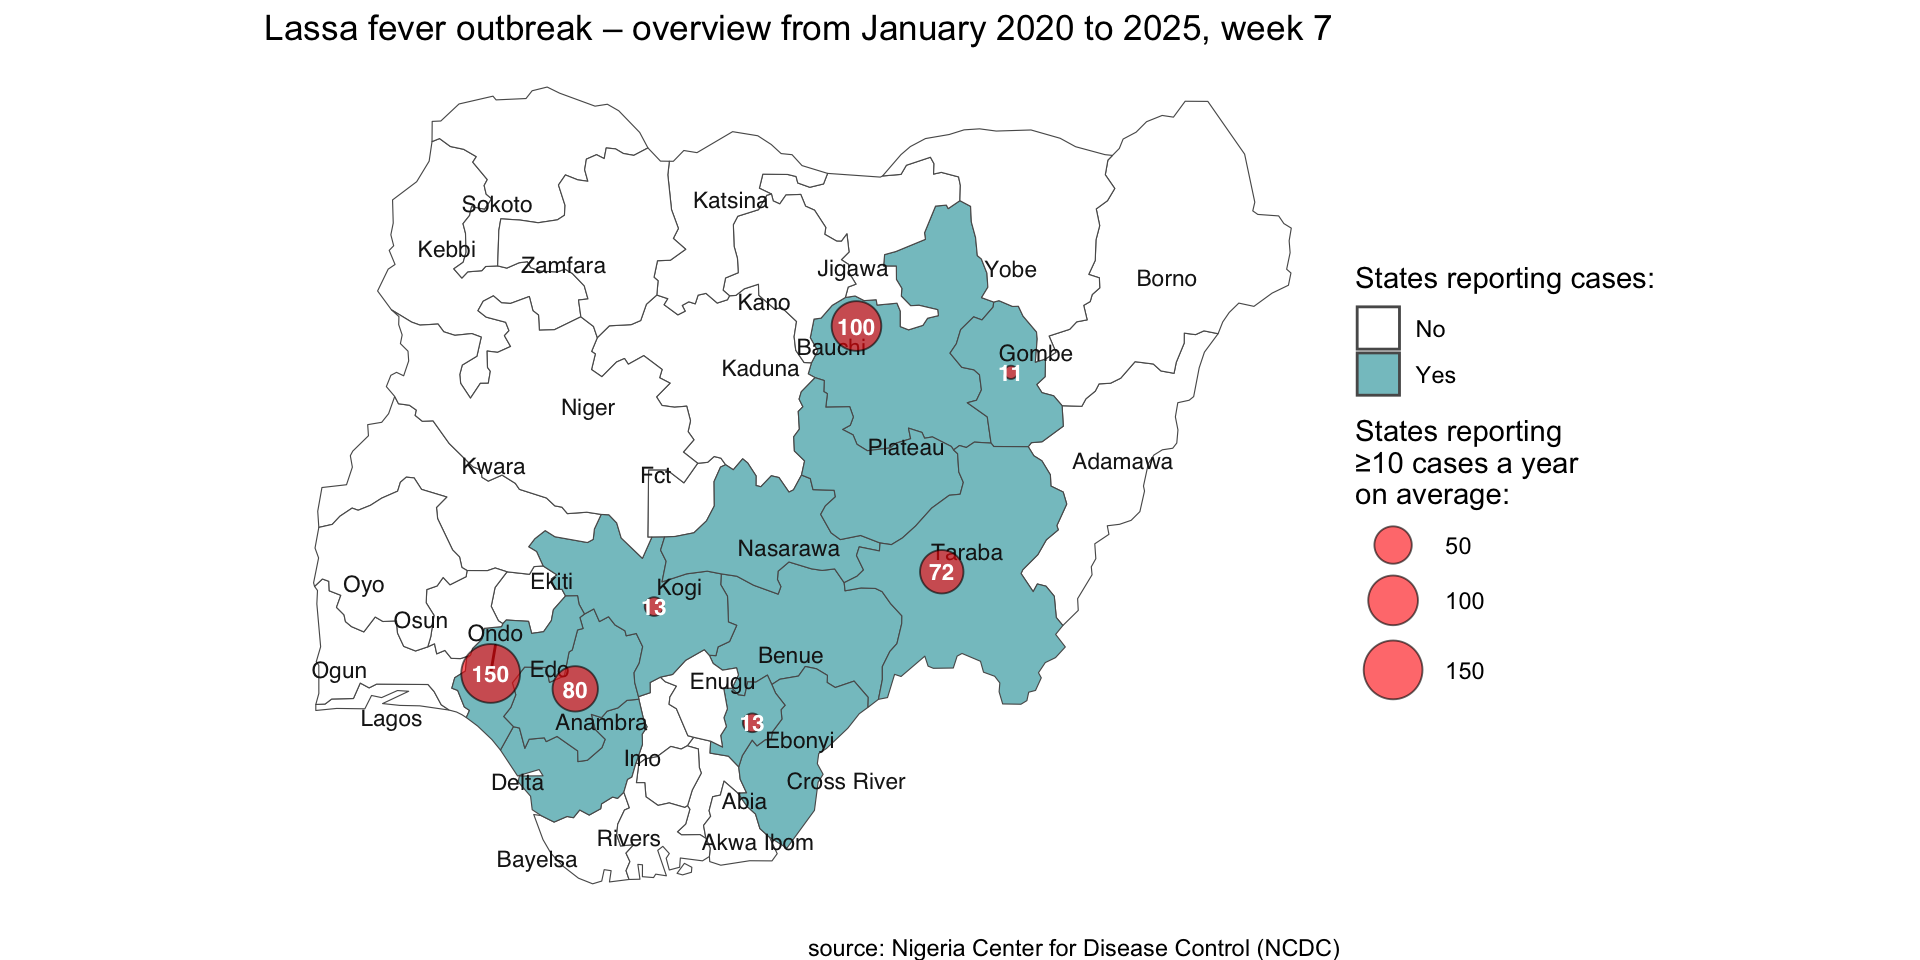 Lassa fever outbreak – overview from January 2020 to 2025, week 7
Sokoto
Katsina
Kebbi
Zamfara
Jigawa
Yobe
Borno
Kano
100
Bauchi
Gombe
11
Kaduna
Niger
Plateau
Adamawa
Kwara
Fct
Nasarawa
Taraba
72
Oyo
Ekiti
Kogi
13
Osun
Ondo
Benue
Ogun
150
Edo
80
Enugu
Lagos
Anambra
13
Ebonyi
Imo
Delta
Cross River
Abia
Rivers
Akwa Ibom
Bayelsa
States reporting cases:
No
Yes
States reporting
≥10 cases a year
on average:
50
100
150
source: Nigeria Center for Disease Control (NCDC)